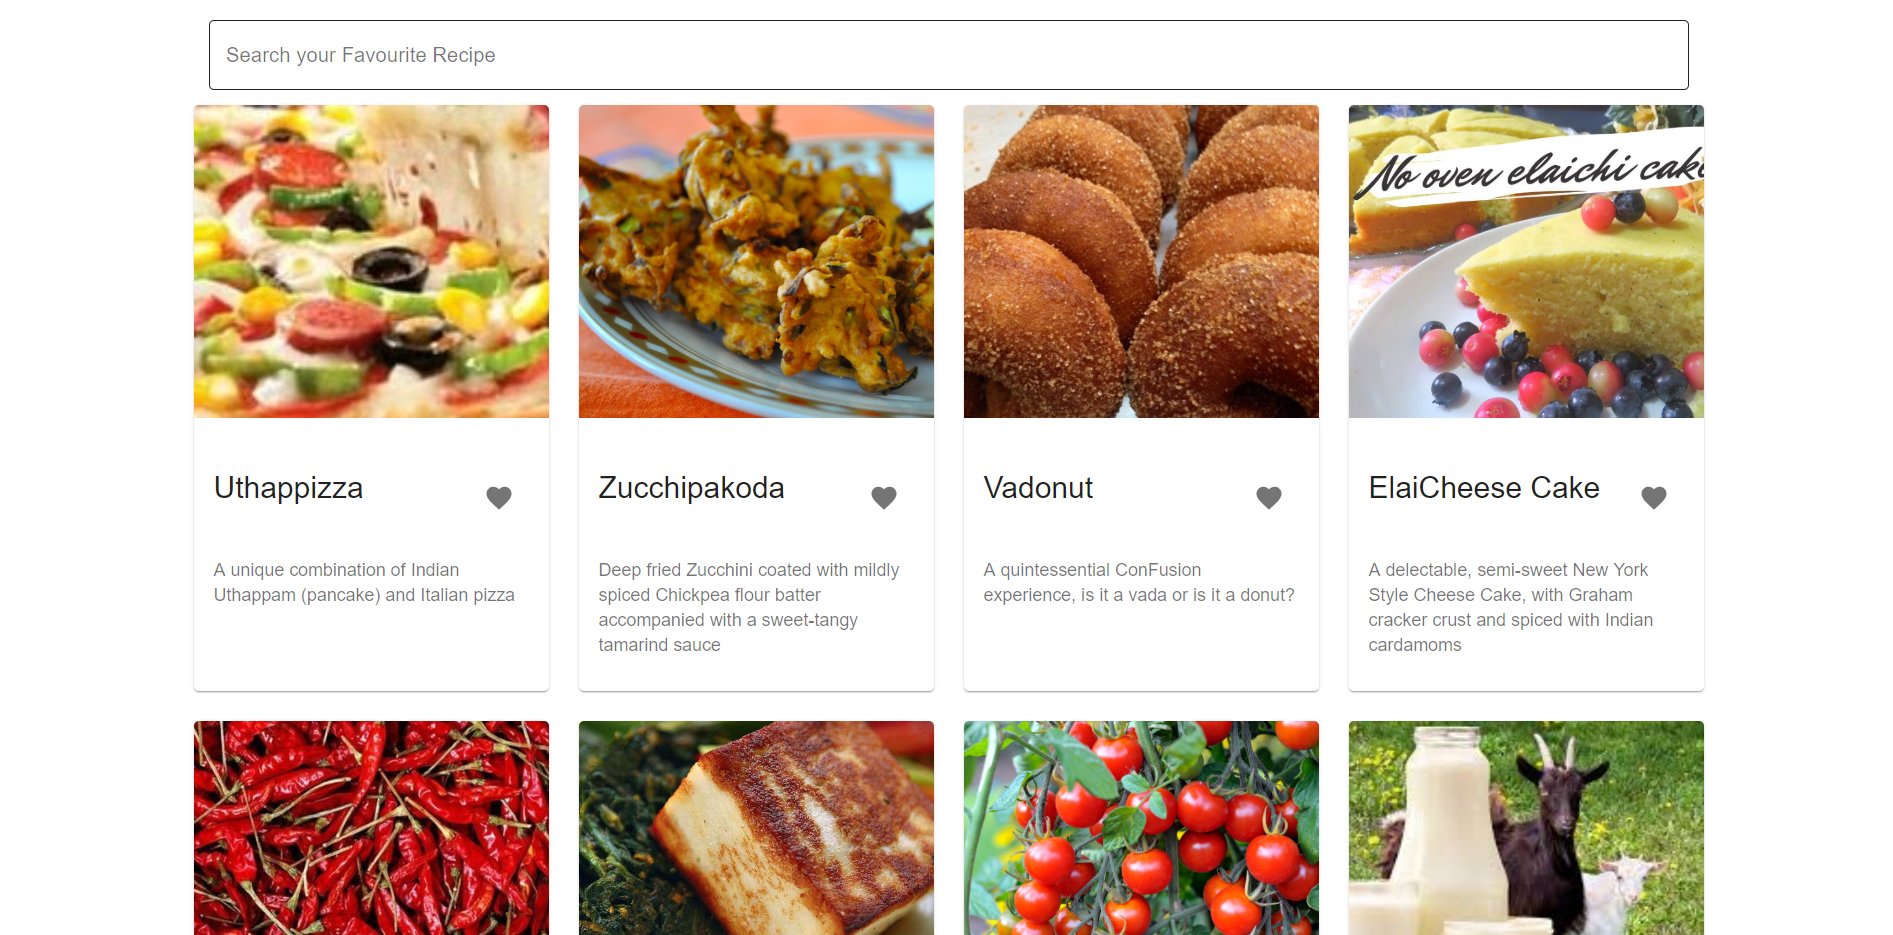 Search your Favourite Recipe
No oven elaichi cake
Uthappizza
A unique combination of Indian
Uthappam (pancake) and Italian pizza
Zucchipakoda
Deep fried Zucchini coated with mildly
spiced Chickpea flour batter
accompanied with a sweet-tangy
tamarind sauce
Vadonut
A quintessential ConFusion
experience, is it a vada or is it a donut?
ElaiCheese Cake
A delectable, semi-sweet New York
Style Cheese Cake, with Graham
cracker crust and spiced with Indian
cardamoms